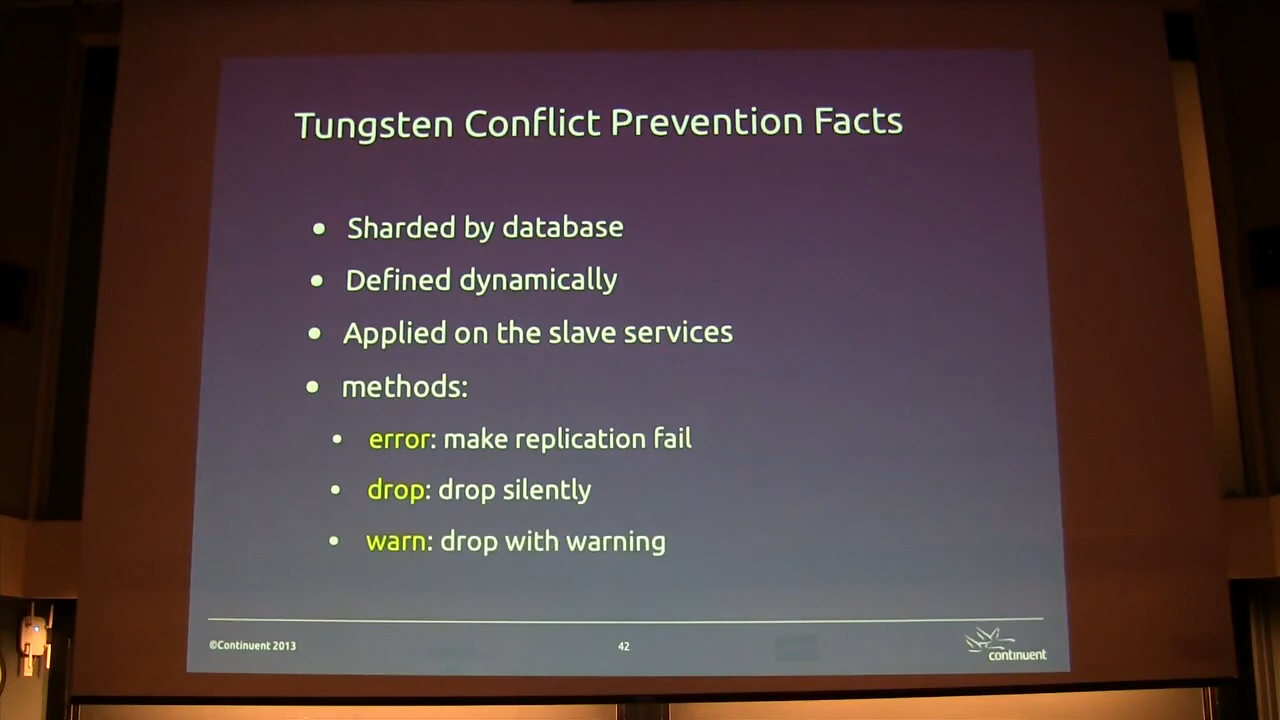 Tungsten Conflict Prevention Facts
• Sharded by database
• Defined dynamically
• Applied on the slave services
• methods:
• error: make replication fail
• drop: drop silently
• warn: drop with warning
©Continuent 2013
42
continuent